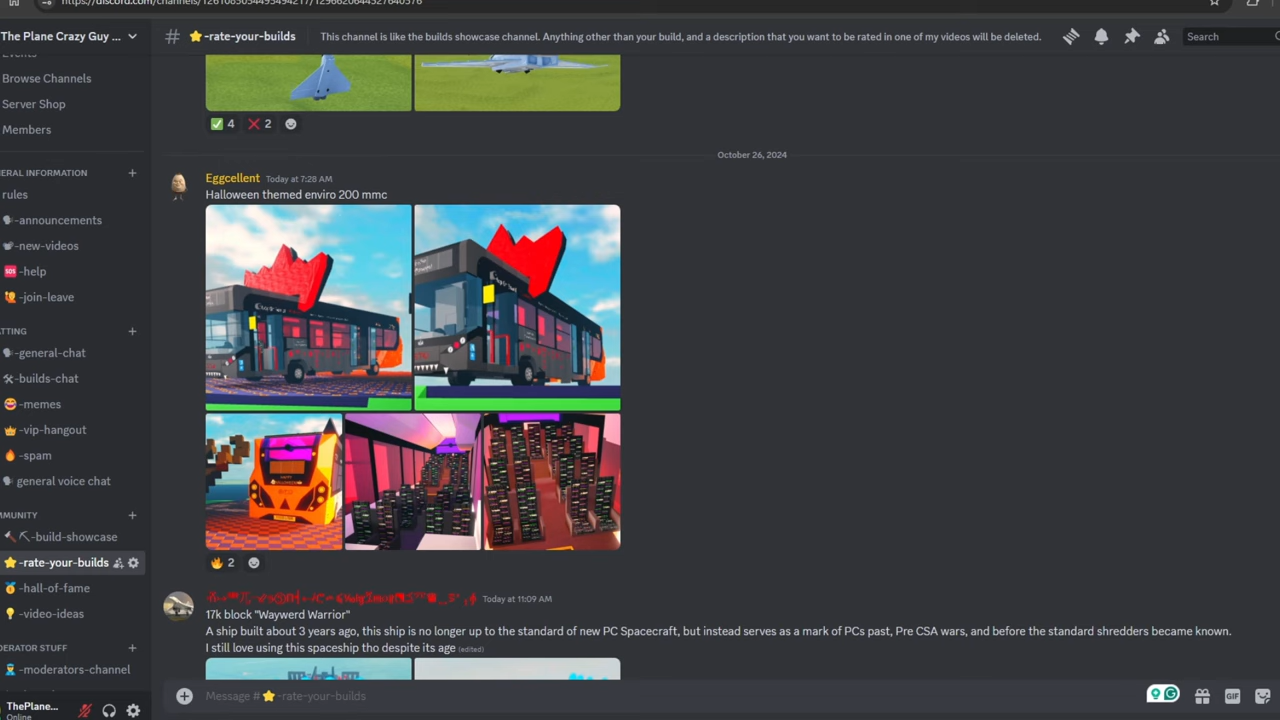 The Plane Crazy Guy ...
# ⭐-rate-your-builds
This channel is like the builds showcase channel. Anything other than your build, and a description that you want to be rated in one of my videos will be deleted.
Search
Browse Channels
Server Shop
Members
ENERAL INFORMATION
rules
-announcements
-new-videos
-help
-join-leave
ATTING
-general-chat
-builds-chat
-memes
-vip-hangout
-spam
general voice chat
MMUNITY
-build-showcase
-rate-your-builds
-hall-of_fame
-video-ideas
DERATOR STUFF
-moderators-channel
ThePlane...
Online
4
2
October 26, 2024
Eggcellent Today at 7:28 AM
Halloween themed enviro 200 mmc
2
Today at 11:09 AM
17k block "Waywerd Warrior"
A ship built about 3 years ago, this ship is no longer up to the standard of new PC Spacecraft, but instead serves as a mark of PCs past, Pre CSA wars, and before the standard shredders became known.
I still love using this spaceship tho despite its age (edited)
Message #⭐-rate-your-builds
GIF